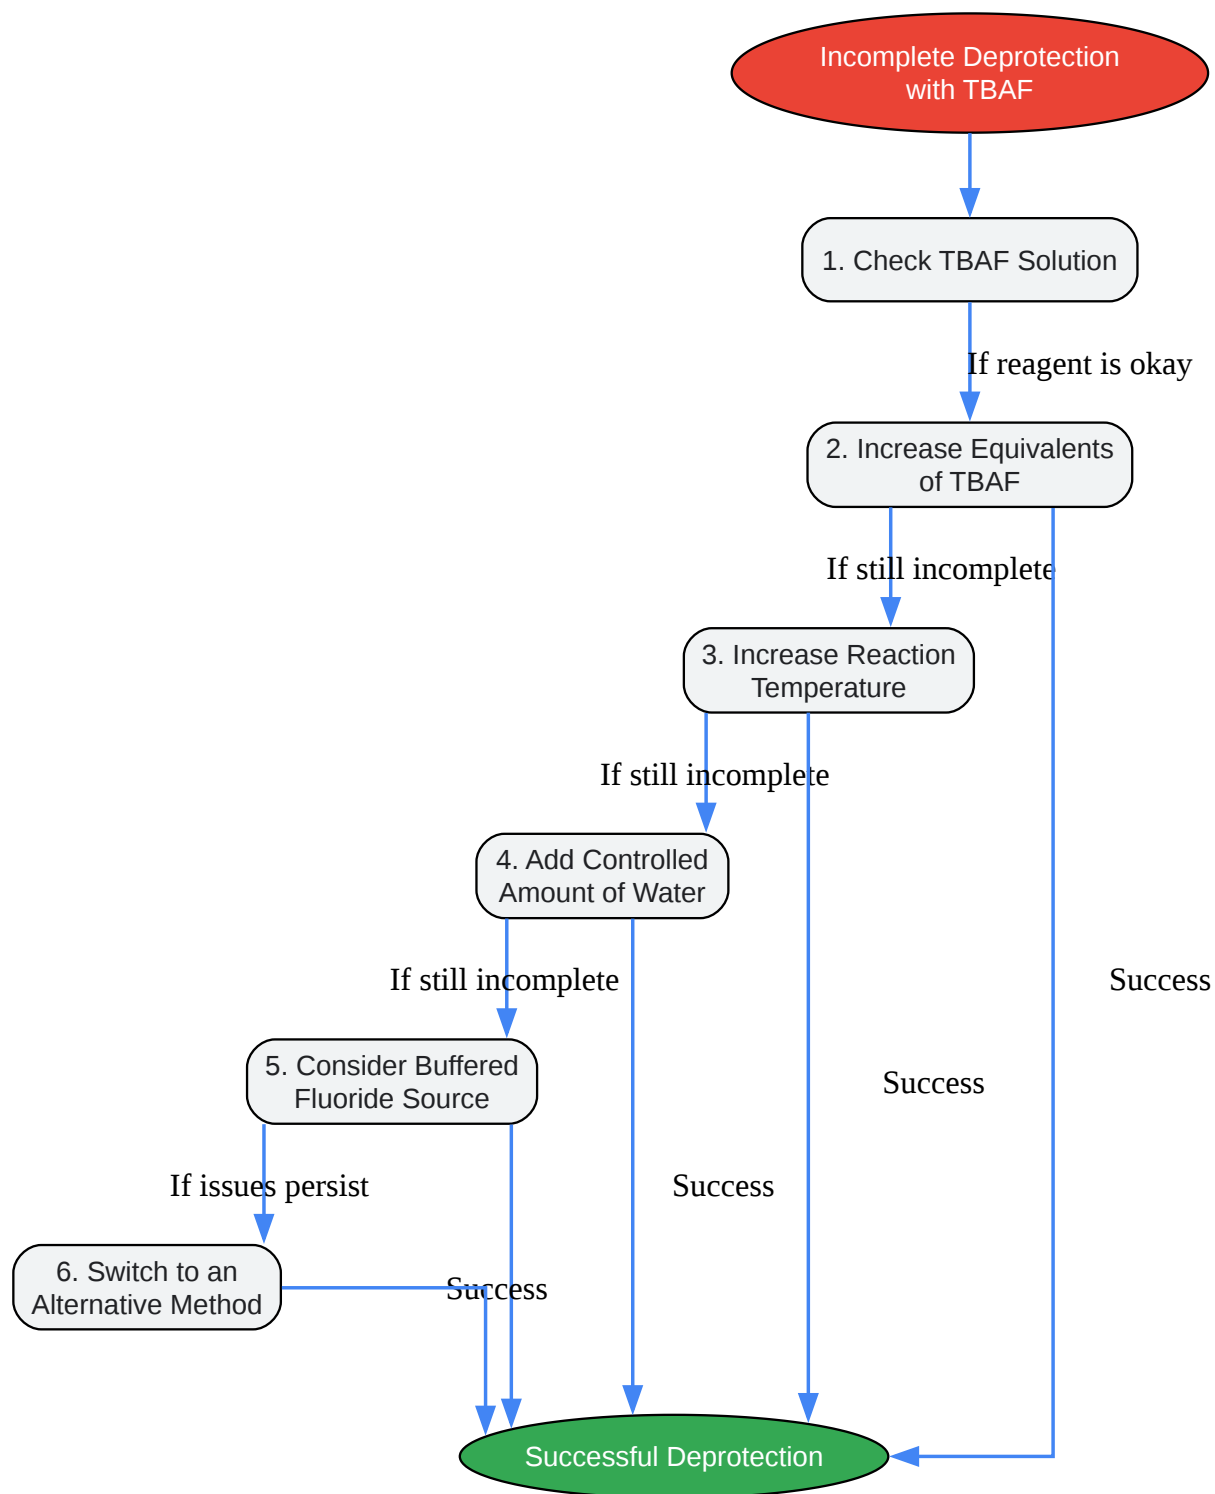 Incomplete Deprotection
with TBAF
1. Check TBAF Solution
If reagent is okay
2. Increase Equivalents
of TBAF
If still incomplete
3. Increase Reaction
Temperature
If still incomplete
4. Add Controlled
Amount of Water
If still incomplete
Success
5. Consider Buffered
Fluoride Source
Success
If issues persist
Success
6. Switch to an
Alternative Method
Success
Successful Deprotection